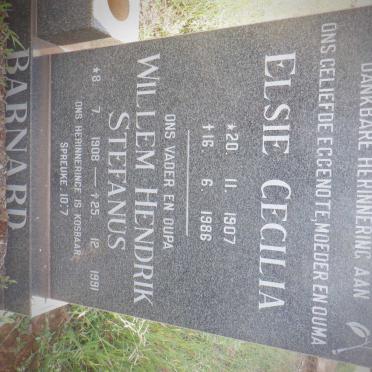 DANKBARE HERINNERING AAN
ONS GELIEFDE EGGENOTE, MOEDER EN OUMA
ELSIE CECILIA
*20. 11. 1907
†16. 6. 1986
ONS VADER EN OUPA
WILLEM HENDRIK
STEFANUS
*8. 7. 1908 — †25. 12. 1991
ONS HERINNERINGE IS KOSBAAR
SPREUKE 10:7
BARNARD